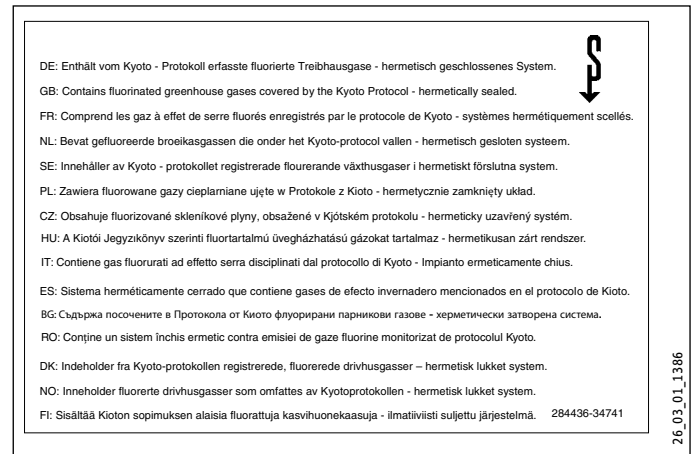 DE: Enthält vom Kyoto - Protokoll erfasste fluorierte Treibhausgase - hermetisch geschlossenes System.
GB: Contains fluorinated greenhouse gases covered by the Kyoto Protocol - hermetically sealed.
FR: Comprend les gaz à effet de serre fluorés enregistrés par le protocole de Kyoto - systèmes hermétiquement scellés.
NL: Bevat gefluoreerde broeikasgassen die onder het Kyoto-protocol vallen - hermetisch gesloten systeem.
SE: Innehåller av Kyoto - protokollet registrerade flourerande växthusgaser i hermetiskt förslutna system.
PL: Zawiera fluorowane gazy cieplarniane ujęte w Protokole z Kioto - hermetycznie zamknięty układ.
CZ: Obsahuje fluorizované skleníkové plyny, obsažené v Kjótském protokolu - hermeticky uzavřený systém.
HU: A Kiotói Jegyzıkönyv szerinti fluortartalmú üvegházhatású gázokat tartalmaz - hermetikusan zárt rendszer.
IT: Contiene gas fluorurati ad effetto serra disciplinati dal protocollo di Kyoto - Impianto ermeticamente chius.
ES: Sistema herméticamente cerrado que contiene gases de efecto invernadero mencionados en el protocolo de Kioto.
BG: Съдържа посочените в Протокола от Киото флуорирани парникови газове - херметически затворена система.
RO: Conține un sistem închis ermetic contra emisiei de gaze fluorine monitorizat de protocolul Kyoto.
DK: Indeholder fra Kyoto-protokollen registrerede, fluorerede drivhusgasser – hermetisk lukket system.
NO: Inneholder fluorerte drivhusgasser som omfattes av Kyotoprotokollen - hermetisk lukket system.
FI: Sisältää Kioton sopimuksen alaisia fluorattuja kasvihuonekaasuja - ilmatiiviisti suljettu järjestelmä. 284436-34741
26_03_01_1386